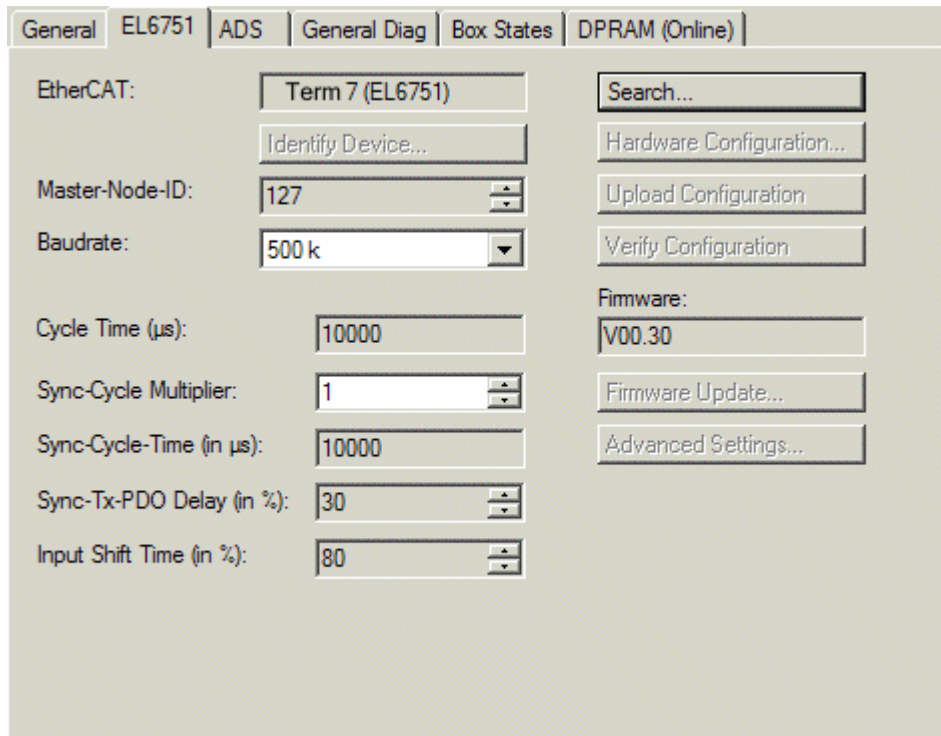 General EL6751 ADS General Diag Box States DPRAM (Online)
EtherCAT: Term 7 (EL6751) Search...
Identify Device... Hardware Configuration...
Master-Node-ID: 127 Upload Configuration
Baudrate: 500 k Verify Configuration
Firmware:
Cycle Time (µs): 10000 V00.30
Sync-Cycle Multiplier: 1 Firmware Update...
Sync-Cycle-Time (in µs): 10000 Advanced Settings...
Sync-Tx-PDO Delay (in %): 30
Input Shift Time (in %): 80